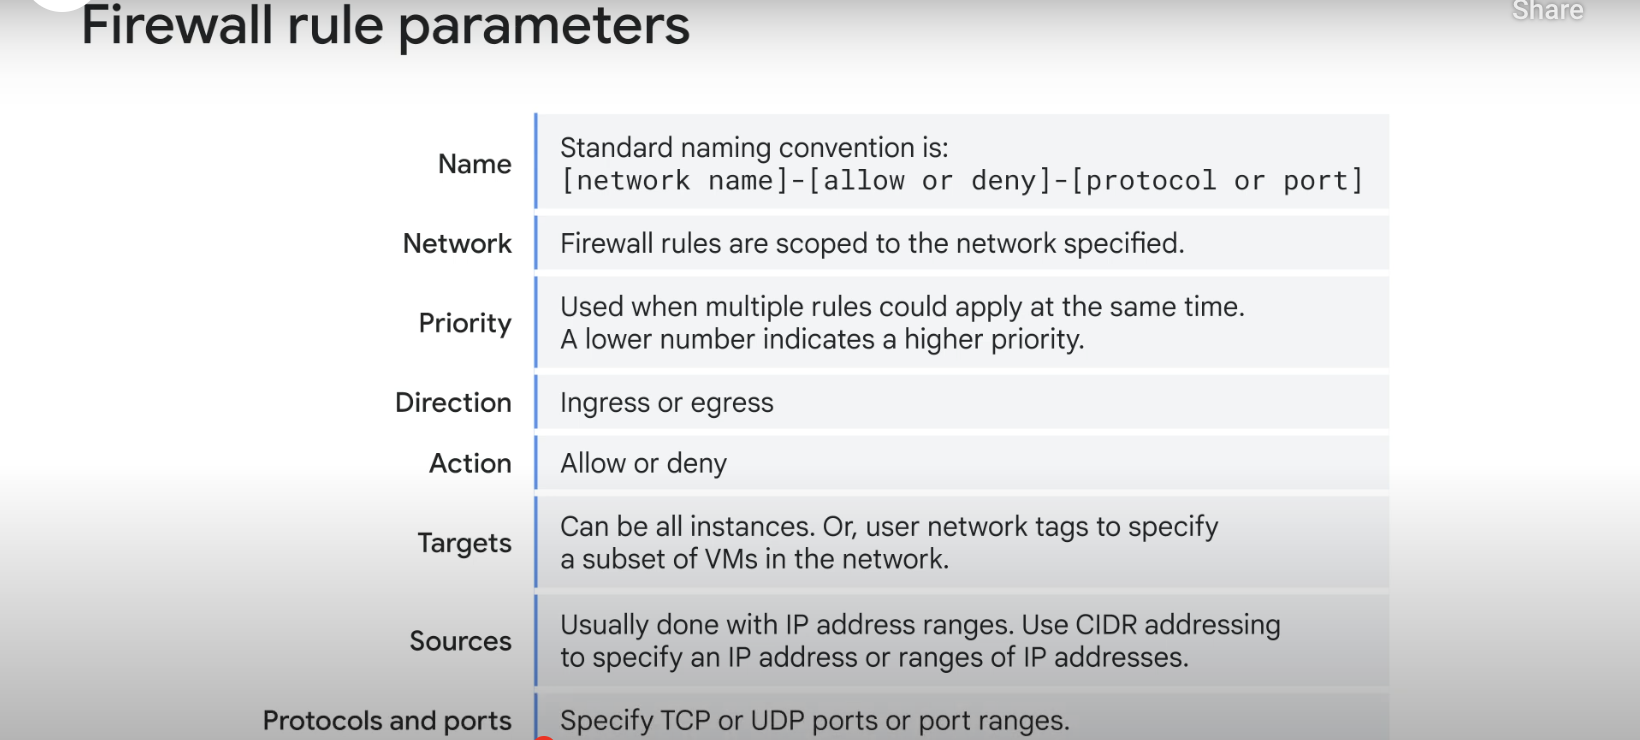 Firewall rule parameters
Share
Name
Standard naming convention is:
[network name]-[allow or deny]-[protocol or port]
Network
Firewall rules are scoped to the network specified.
Priority
Used when multiple rules could apply at the same time.
A lower number indicates a higher priority.
Direction
Ingress or egress
Action
Allow or deny
Targets
Can be all instances. Or, user network tags to specify
a subset of VMs in the network.
Sources
Usually done with IP address ranges. Use CIDR addressing
to specify an IP address or ranges of IP addresses.
Protocols and ports
Specify TCP or UDP ports or port ranges.